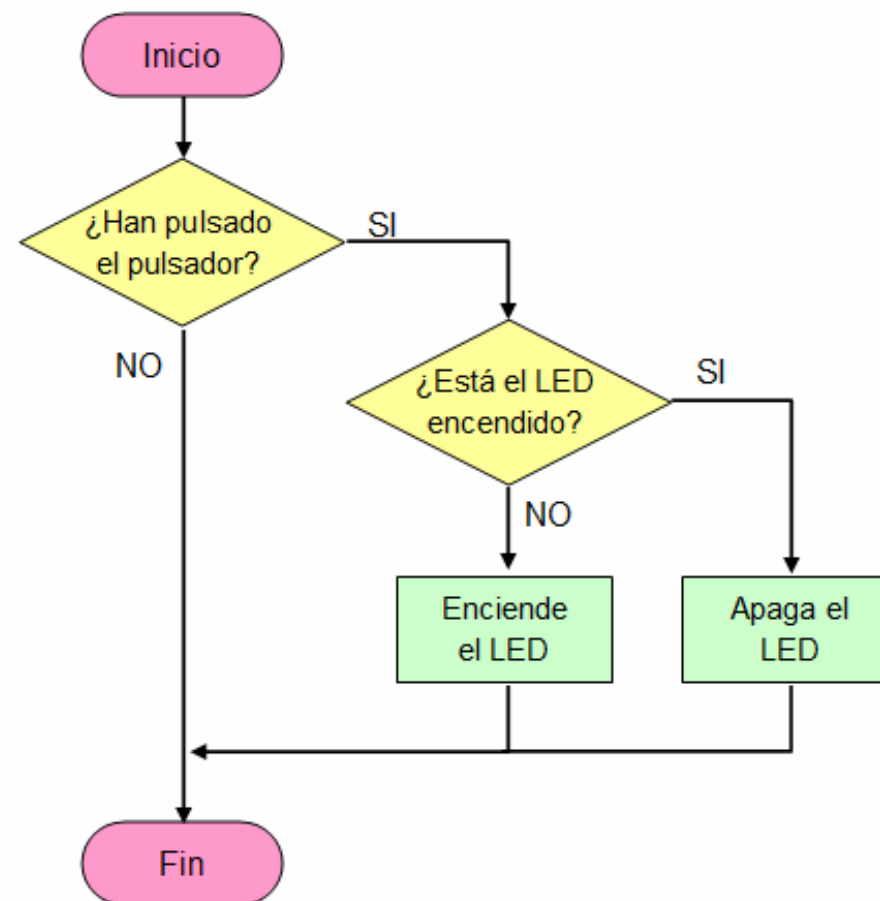 Inicio
¿Han pulsado
el pulsador?
SI
NO
¿Está el LED
encendido?
SI
NO
Enciende
el LED
Apaga el
LED
Fin